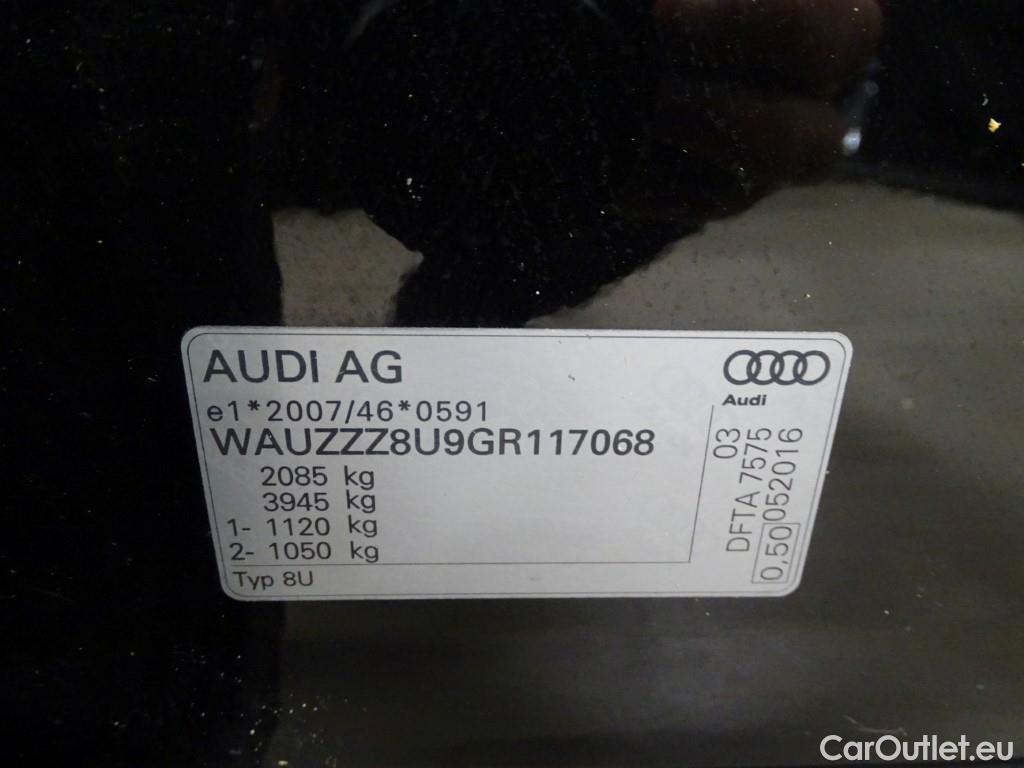 AUDI AG
Audi
e1*2007/46*0591
WAUZZZ8U9GR117068
2085 kg
3945 kg
1- 1120 kg
2- 1050 kg
Typ 8U
03
DFTA 7575
0,50 052016
CarOutlet.eu